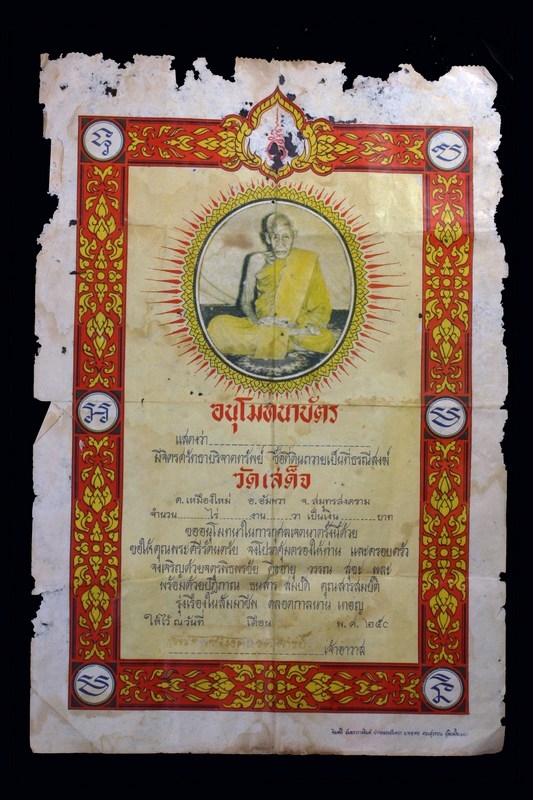 อนุโมทนาบัตร
แสดงว่า
มีจิตรศรัทธาบริจาคทรัพย์ ซื้อที่ดินถวายเป็นที่ธรณีสงฆ์
วัดเสด็จ
ต. เหมืองใหม่ อ. อัมพวา จ. สมุทรสงคราม
จำนวน ไร่ งาน วา เป็นเงิน บาท
ขออนุโมทนาในการกุศลเจตนาครั้งนี้ด้วย
ขอให้คุณพระศรีรัตนตรัย จงโปรดคุ้มครองให้ท่าน และครอบครัว
จงเจริญด้วยจตุรพิธพรชัย คืออายุ วรรณ สุขะ พละ
พร้อมด้วยปฏิภาณ ธนสาร สมบัติ คุณสารสมบัติ
รุ่งเรืองในสัมมาชีพ ตลอดกาลนาน เทอญ
ให้ไว้ ณ วันที่ เดือน พ. ศ. ๒๕๐
เจ้าอาวาส